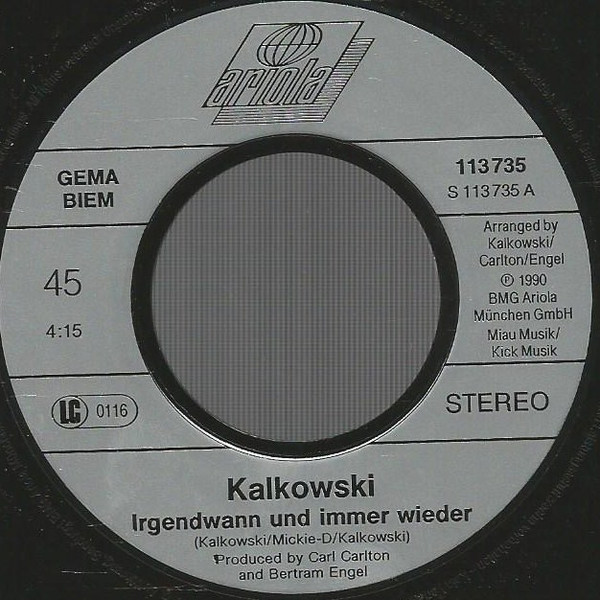 ariola
GEMA
BIEM
113735
S 113735 A
45
4:15
Arranged by
Kalkowski/
Carlton/Engel
℗ 1990
BMG Ariola
München GmbH
Miau Musik/
Kick Musik
LC 0116
STEREO
Kalkowski
Irgendwann und immer wieder
(Kalkowski/Mickie-D/Kalkowski)
Produced by Carl Carlton
and Bertram Engel